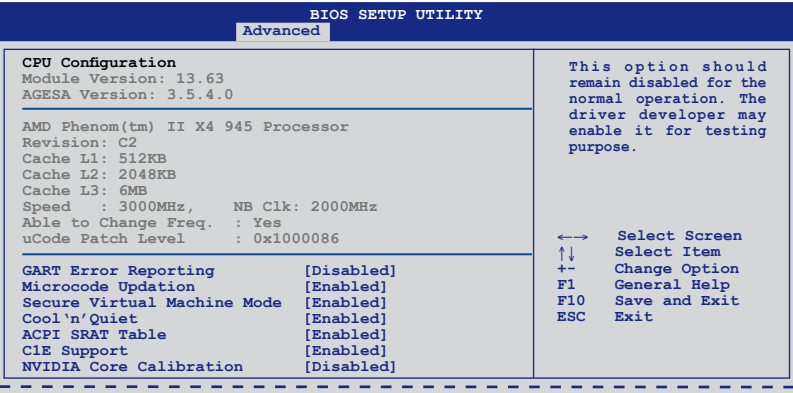 BIOS SETUP UTILITY
Advanced
CPU Configuration
Module Version: 13.63
AGESA Version: 3.5.4.0
AMD Phenom(tm) II X4 945 Processor
Revision: C2
Cache L1: 512KB
Cache L2: 2048KB
Cache L3: 6MB
Speed : 3000MHz, NB Clk: 2000MHz
Able to Change Freq. : Yes
uCode Patch Level : 0x1000086
GART Error Reporting [Disabled]
Microcode Updation [Enabled]
Secure Virtual Machine Mode [Enabled]
Cool‘n’Quiet [Enabled]
ACPI SRAT Table [Enabled]
C1E Support [Enabled]
NVIDIA Core Calibration [Disabled]
This option should
remain disabled for the
normal operation. The
driver developer may
enable it for testing
purpose.
←→ Select Screen
↑↓ Select Item
+- Change Option
F1 General Help
F10 Save and Exit
ESC Exit